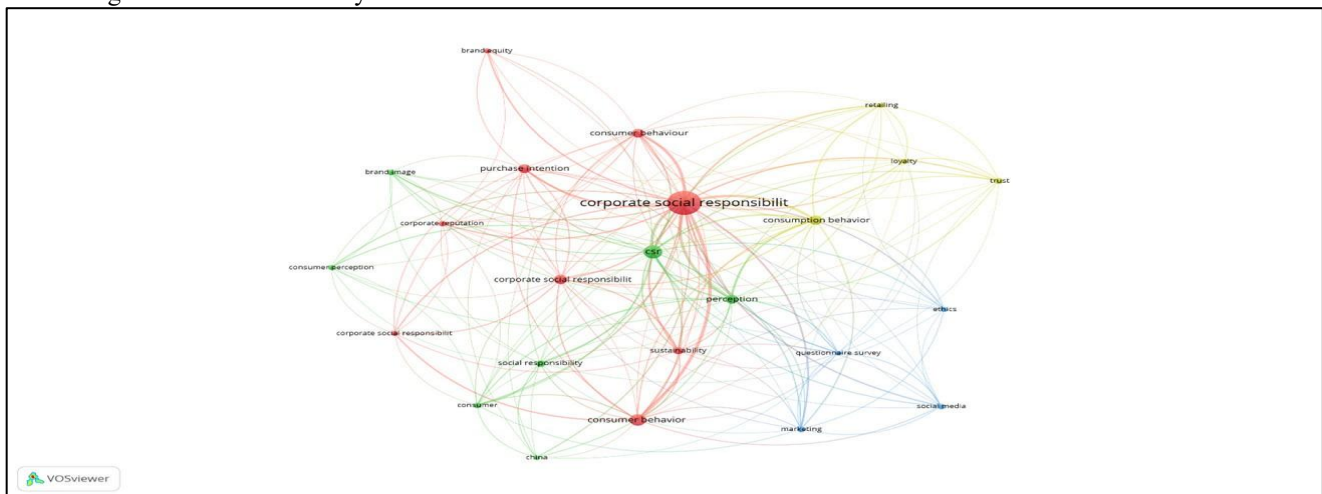 brand equity
retailing
consumer behaviour
loyalty
purchase intention
brand image
trust
corporate social responsibilit
consumption behavior
corporate reputation
csr
consumer perception
corporate social responsibilit
perception
ethics
corporate social responsibilit
sustainability
questionnaire survey
social responsibility
consumer
social media
consumer behavior
marketing
china
VOSviewer